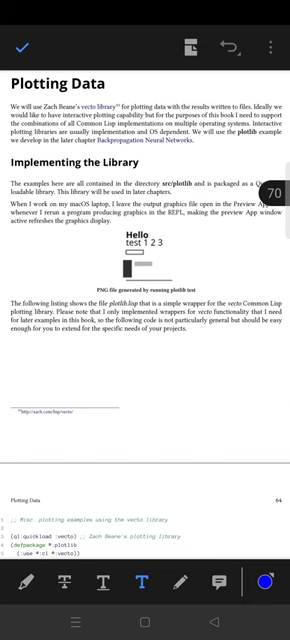 Plotting Data
We will use Zach Beane's vecto library⁵⁵ for plotting data with the results written to files. Ideally we
would like to have interactive plotting capability but for the purposes of this book I need to support
the combinations of all Common Lisp implementations on multiple operating systems. Interactive
plotting libraries are usually implementation and OS dependent. We will use the plotlib example
we develop in the later chapter Backpropagation Neural Networks.
Implementing the Library
The examples here are all contained in the directory src/plotlib and is packaged as a Qu
loadable library. This library will be used in later chapters.
70
When I work on my macOS laptop, I leave the output graphics file open in the Preview App
whenever I rerun a program producing graphics in the REPL, making the preview App window
active refreshes the graphics display.
Hello
test 1 2 3
PNG file generated by running plotlib test
The following listing shows the file plotlib.lisp that is a simple wrapper for the vecto Common Lisp
plotting library. Please note that I only implemented wrappers for vecto functionality that I need
for later examples in this book, so the following code is not particularly general but should be easy
enough for you to extend for the specific needs of your projects.
http://zach.com/lisp/vecto/
Plotting Data 64
1 ;; Misc. plotting examples using the vecto library
2
3 (ql:quickload :vecto) ;; Zach Beane's plotting library
4 (defpackage #:plotlib
5 (:use #:cl #:vecto))
T T T